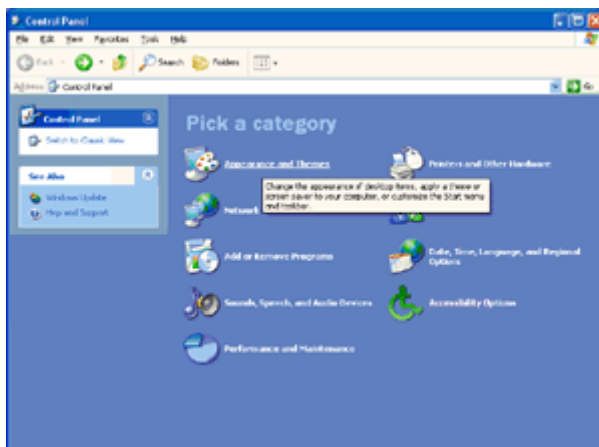 Control Panel
File Edit View Favorites Tools Help
Back Search Folders
Address Control Panel Go
Control Panel
Switch to Classic View
See Also
Windows Update
Help and Support
Pick a category
Appearance and Themes
Printers and Other Hardware
Change the appearance of desktop items, apply a theme or
screen saver to your computer, or customize the Start menu
and taskbar.
Network
Add or Remove Programs
Date, Time, Language, and Regional
Options
Sounds, Speech, and Audio Devices
Accessibility Options
Performance and Maintenance